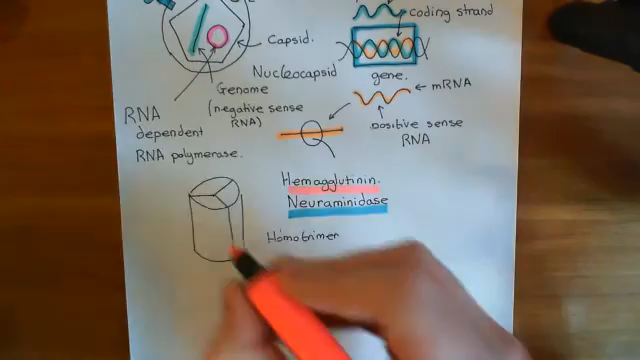 coding strand
Capsid.
Nucleocapsid
gene.
Genome
(negative sense
RNA)
mRNA
RNA
dependent
RNA polymerase.
positive sense
RNA
Hemagglutinin.
Neuraminidase
Homotrimer